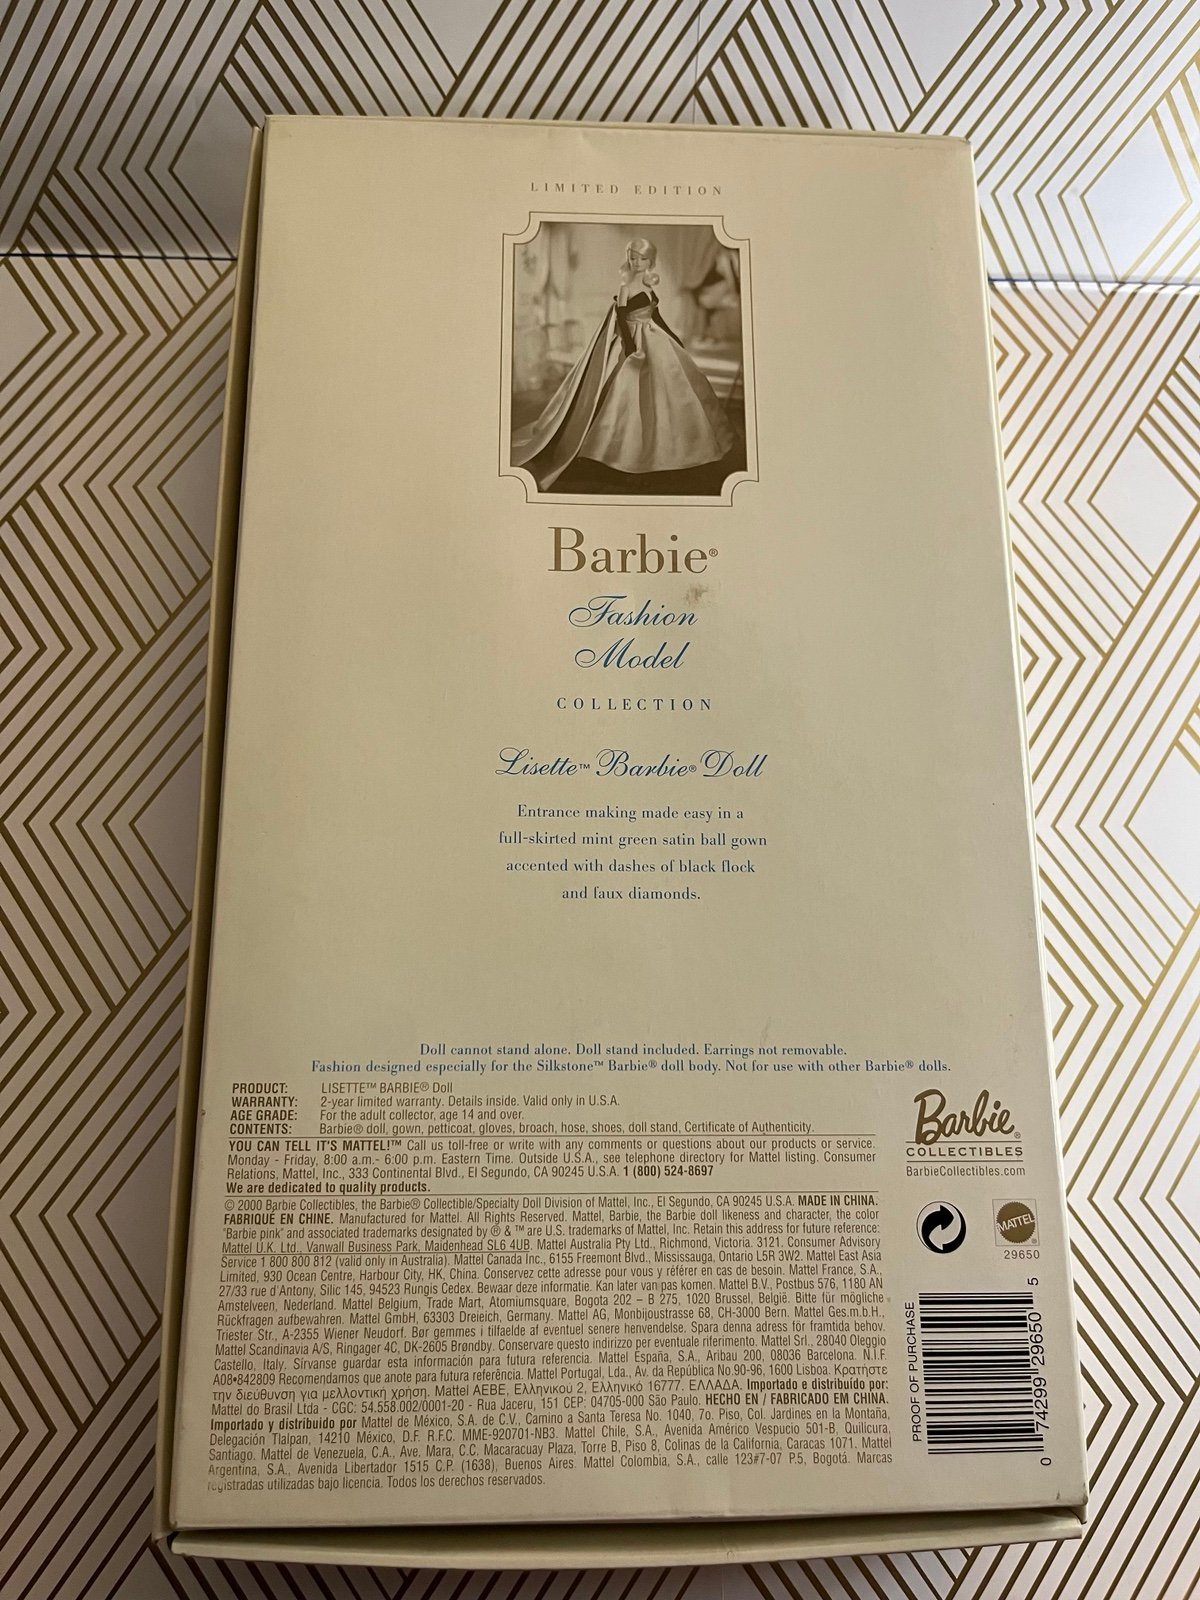 LIMITED EDITION
Barbie®
Fashion
Model
COLLECTION
Lisette™ Barbie® Doll
Entrance making made easy in a
full-skirted mint green satin ball gown
accented with dashes of black flock
and faux diamonds.
Doll cannot stand alone. Doll stand included. Earrings not removable.
Fashion designed especially for the Silkstone™ Barbie® doll body. Not for use with other Barbie® dolls.
PRODUCT: LISETTE™ BARBIE® Doll
WARRANTY: 2-year limited warranty. Details inside. Valid only in U.S.A.
AGE GRADE: For the adult collector, age 14 and over.
CONTENTS: Barbie® doll, gown, petticoat, gloves, broach, hose, shoes, doll stand, Certificate of Authenticity.
YOU CAN TELL IT'S MATTEL!™ Call us toll-free or write with any comments or questions about our products or service.
Monday - Friday, 8:00 a.m.- 6:00 p.m. Eastern Time. Outside U.S.A., see telephone directory for Mattel listing. Consumer
Relations, Mattel, Inc., 333 Continental Blvd., El Segundo, CA 90245 U.S.A. 1 (800) 524-8697
We are dedicated to quality products.
© 2000 Barbie Collectibles, the Barbie® Collectible/Specialty Doll Division of Mattel, Inc., El Segundo, CA 90245 U.S.A. MADE IN CHINA.
FABRIQUÉ EN CHINE. Manufactured for Mattel. All Rights Reserved. Mattel, Barbie, the Barbie doll likeness and character, the color
"Barbie pink" and associated trademarks designated by ® & ™ are U.S. trademarks of Mattel, Inc. Retain this address for future reference:
Mattel U.K. Ltd., Vanwall Business Park, Maidenhead SL6 4UB. Mattel Australia Pty Ltd., Richmond, Victoria. 3121. Consumer Advisory
Service 1 800 800 812 (valid only in Australia). Mattel Canada Inc., 6155 Freemont Blvd., Mississauga, Ontario L5R 3W2. Mattel East Asia
Limited, 930 Ocean Centre, Harbour City, HK, China. Conservez cette adresse pour vous y référer en cas de besoin. Mattel France, S.A.,
27/33 rue d'Antony, Silic 145, 94523 Rungis Cedex. Bewaar deze informatie. Kan later van pas komen. Mattel B.V., Postbus 576, 1180 AN
Amstelveen, Nederland. Mattel Belgium, Trade Mart, Atomiumsquare, Bogota 202 – B 275, 1020 Brussel, België. Bitte für mögliche
Rückfragen aufbewahren. Mattel GmbH, 63303 Dreieich, Germany. Mattel AG, Monbijoustrasse 68, CH-3000 Bern. Mattel Ges.m.b.H.,
Triester Str., A-2355 Wiener Neudorf. Bør gemmes i tilfælde af eventuel senere henvendelse. Spara denna adress för framtida behov.
Mattel Scandinavia A/S, Ringager 4C, DK-2605 Brøndby. Conservare questo indirizzo per eventuale riferimento. Mattel Srl., 28040 Oleggio
Castello, Italy. Sírvanse guardar esta información para futura referencia. Mattel España, S.A., Aribau 200, 08036 Barcelona. N.I.F.
A08•842809 Recomendamos que anote para futura referência. Mattel Portugal, Lda., Av. da República No.90-96, 1600 Lisboa. Κρατήστε
την διεύθυνση για μελλοντική χρήση. Mattel ΑΕΒΕ, Ελληνικού 2, Ελληνικό 16777. ΕΛΛΑΔΑ. Importado e distribuído por:
Mattel do Brasil Ltda - CGC: 54.558.002/0001-20 - Rua Jaceru, 151 CEP: 04705-000 São Paulo. HECHO EN / FABRICADO EM CHINA.
Importado y distribuido por Mattel de México, S.A. de C.V., Camino a Santa Teresa No. 1040, 7o. Piso, Col. Jardines en la Montaña,
Delegación Tlalpan, 14210 México, D.F. R.F.C. MME-920701-NB3. Mattel Chile, S.A., Avenida Américo Vespucio 501-B, Quilicura,
Santiago. Mattel de Venezuela, C.A., Ave. Mara, C.C. Macaracuay Plaza, Torre B, Piso 8, Colinas de la California, Caracas 1071. Mattel
Argentina, S.A., Avenida Libertador 1515 C.P. (1638), Buenos Aires. Mattel Colombia, S.A., calle 123#7-07 P.5, Bogotá. Marcas
registradas utilizadas bajo licencia. Todos los derechos reservados.
Barbie®
COLLECTIBLES
BarbieCollectibles.com
MATTEL
29650
PROOF OF PURCHASE
0 74299 29650 5